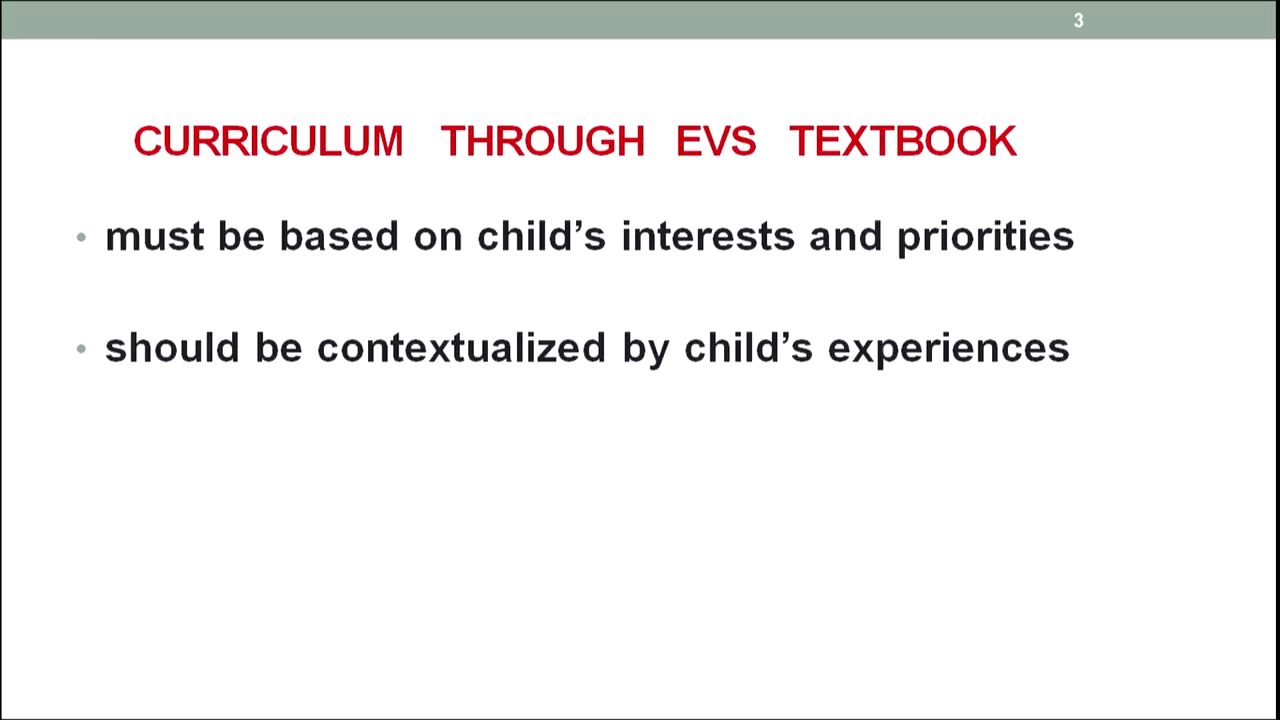 3
CURRICULUM THROUGH EVS TEXTBOOK
• must be based on child’s interests and priorities
• should be contextualized by child’s experiences